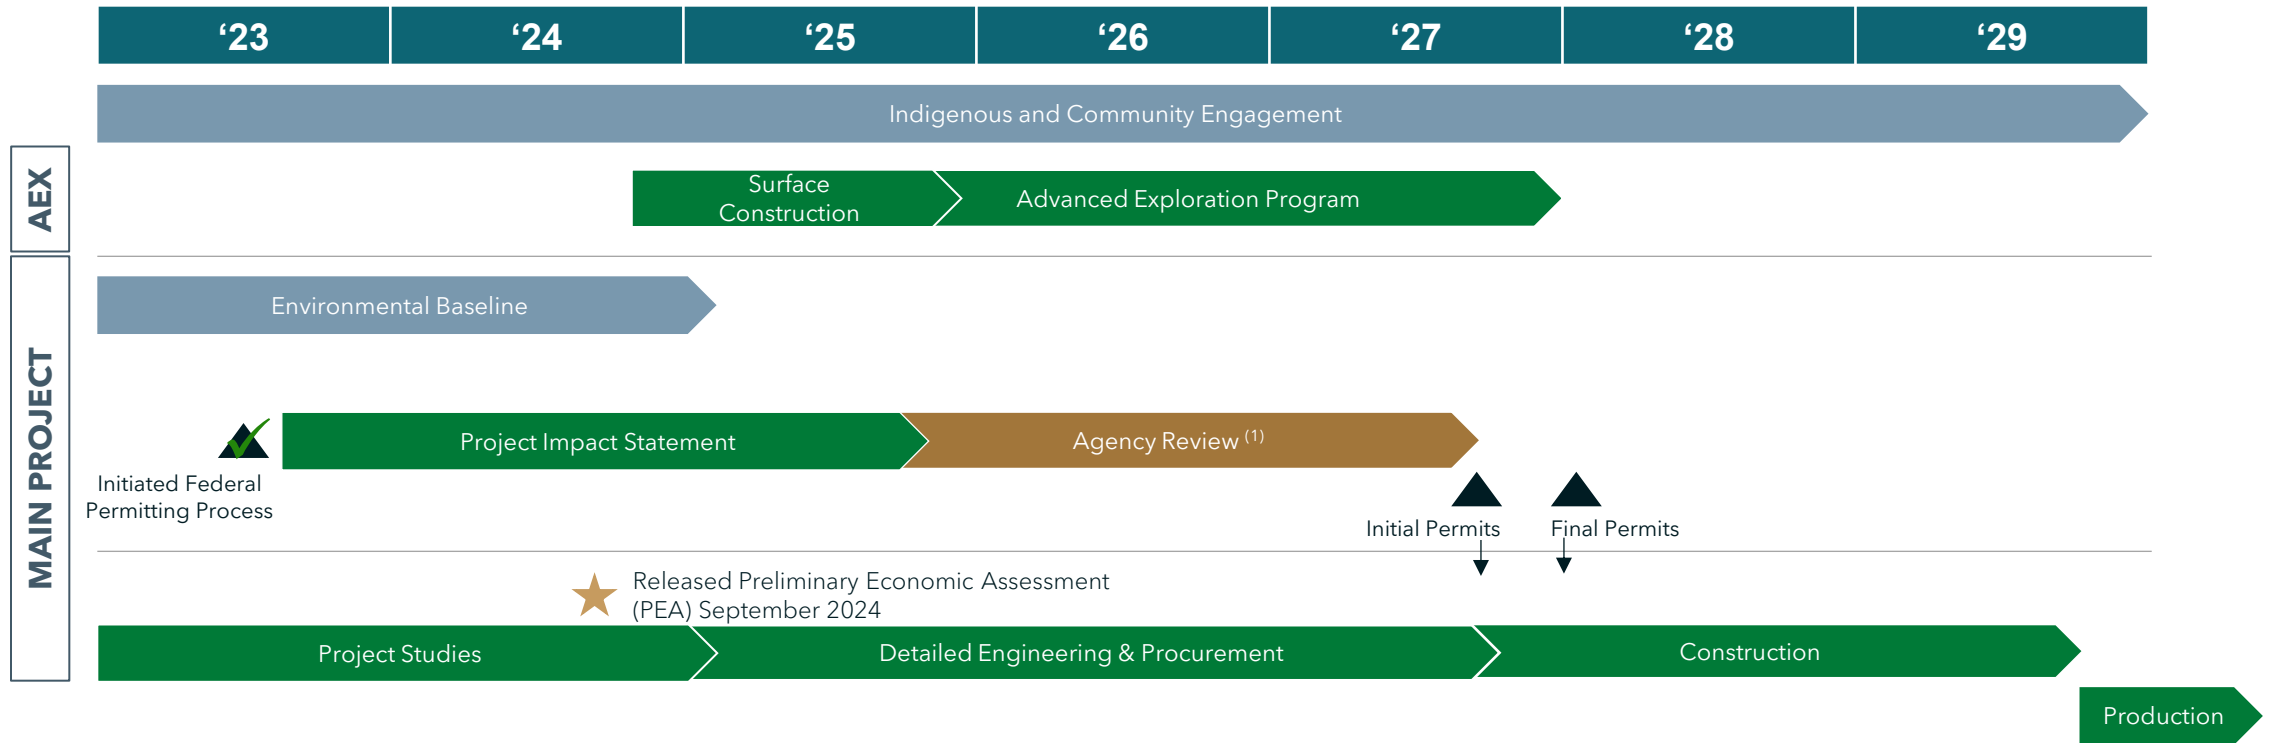 ‘23
‘24
‘25
‘26
‘27
‘28
‘29
Indigenous and Community Engagement
AEX
Surface
Construction
Advanced Exploration Program
MAIN PROJECT
Environmental Baseline
Project Impact Statement
Agency Review (1)
Initiated Federal
Permitting Process
Initial Permits
Final Permits
Released Preliminary Economic Assessment
(PEA) September 2024
Project Studies
Detailed Engineering & Procurement
Construction
Production